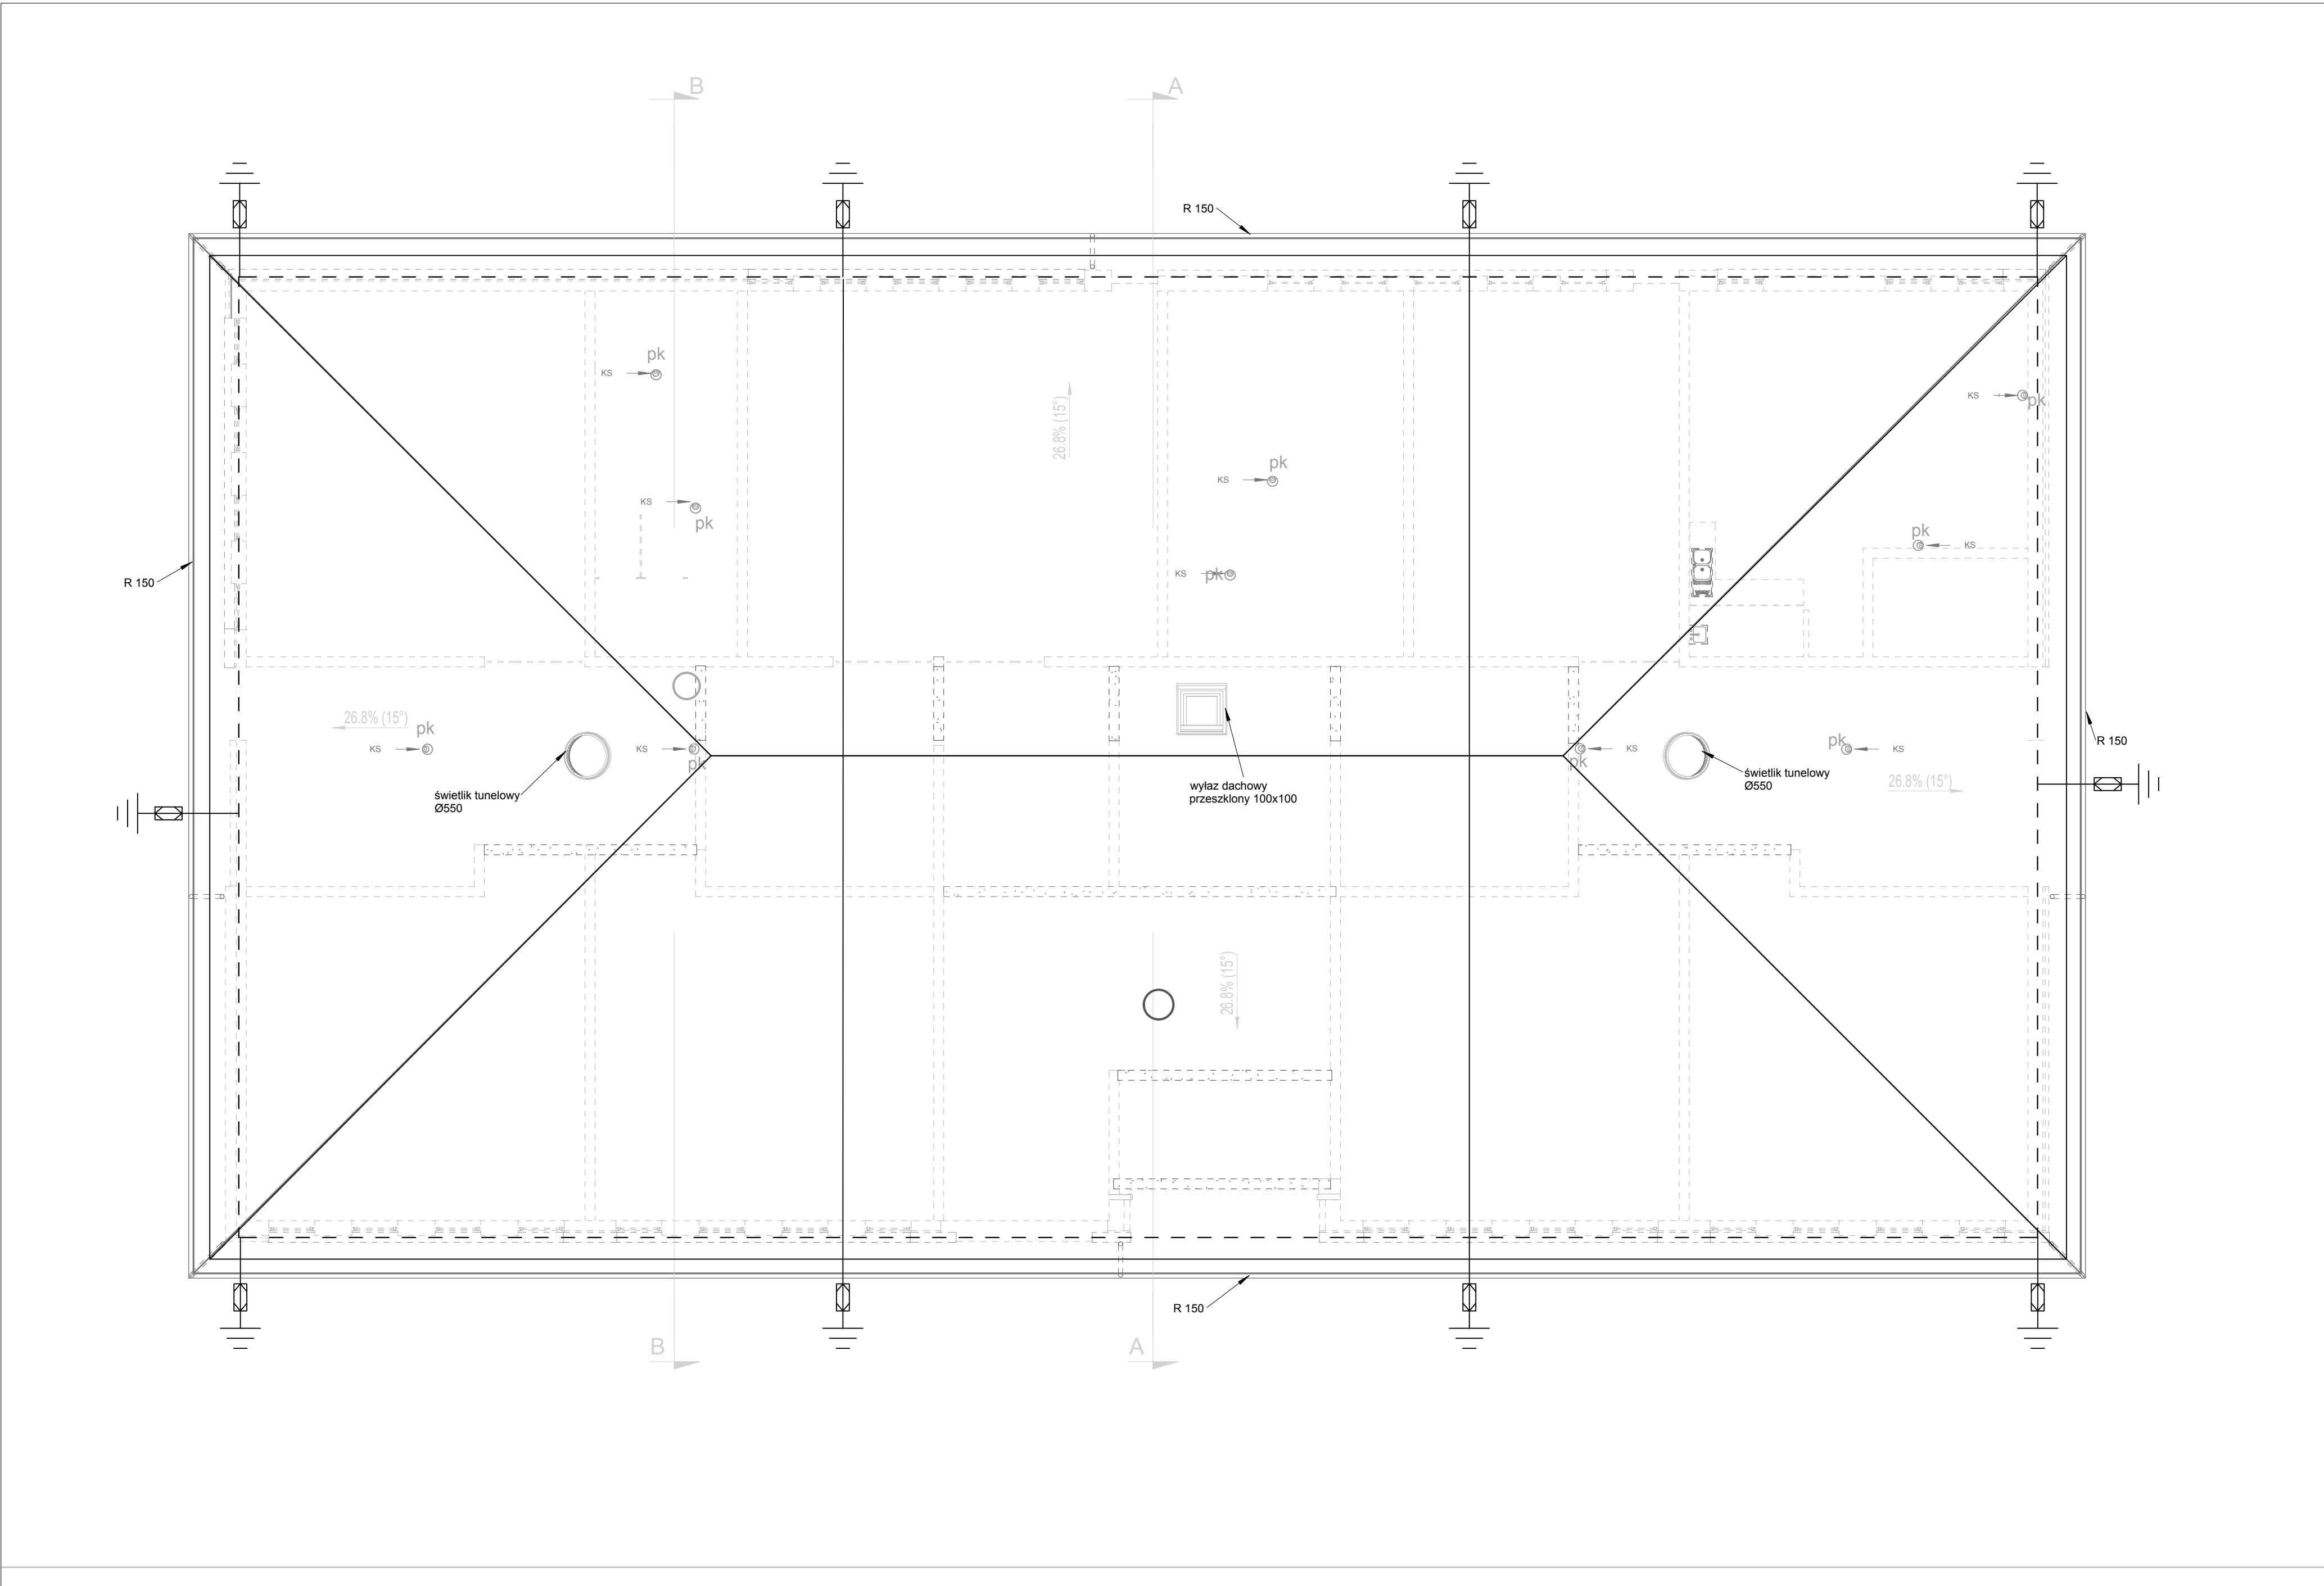 B
A
R 150
pk
KS
26.8% (15°)
KS
pk
pk
KS
KS
pk
KS
pk
pk
KS
R 150
26.8% (15°)
pk
KS
KS
pk
świetlik tunelowy
Ø550
wyłaz dachowy
przeszklony 100x100
pk
KS
świetlik tunelowy
Ø550
pk
KS
26.8% (15°)
R 150
26.8% (15°)
R 150
B
A